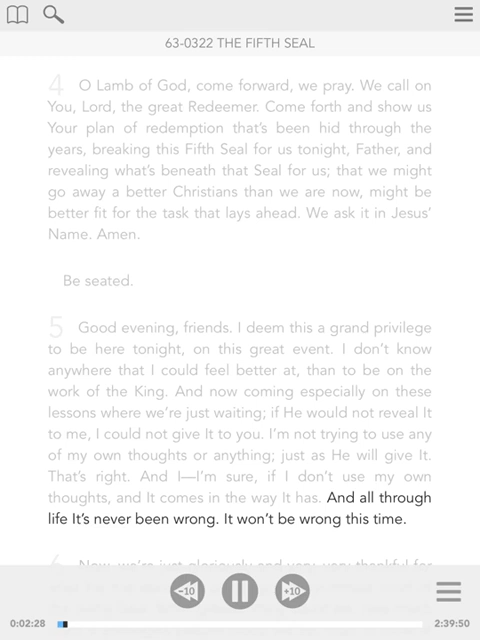 63-0322 THE FIFTH SEAL
4 O Lamb of God, come forward, we pray. We call on
You, Lord, the great Redeemer. Come forth and show us
Your plan of redemption that's been hid through the
years, breaking this Fifth Seal for us tonight, Father, and
revealing what's beneath that Seal for us; that we might
go away a better Christians than we are now, might be
better fit for the task that lays ahead. We ask it in Jesus'
Name. Amen.
Be seated.
5 Good evening, friends. I deem this a grand privilege
to be here tonight, on this great event. I don't know
anywhere that I could feel better at, than to be on the
work of the King. And now coming especially on these
lessons where we're just waiting; if He would not reveal It
to me, I could not give It to you. I'm not trying to use any
of my own thoughts or anything; just as He will give It.
That's right. And I—I'm sure, if I don't use my own
thoughts, and It comes in the way It has. And all through
life It's never been wrong. It won't be wrong this time.
6 Now, we're just gloriously and very, very thankful for
-10 +10
0:02:28 2:39:50